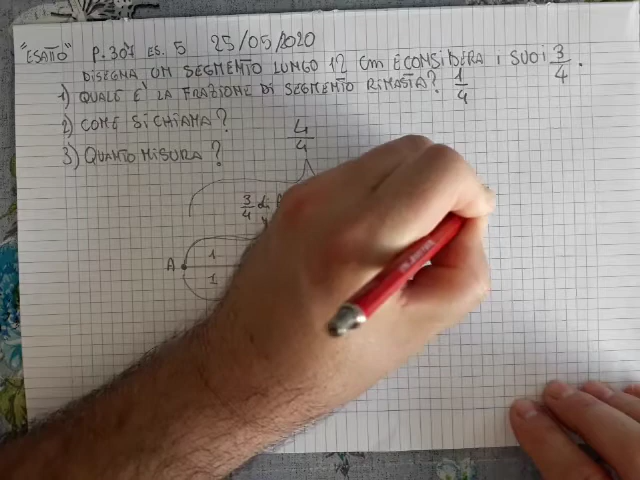 "ESATTO" P. 307 ES. 5 25/05/2020
DISEGNA UN SEGMENTO LUNGO 12 cm E CONSIDERA I SUOI 3/4.
1) QUALE E' LA FRAZIONE DI SEGMENTO RIMASTA? 1/4
2) COME SI CHIAMA?
3) QUANTO MISURA?
4/4
3/4 di
A 1
1